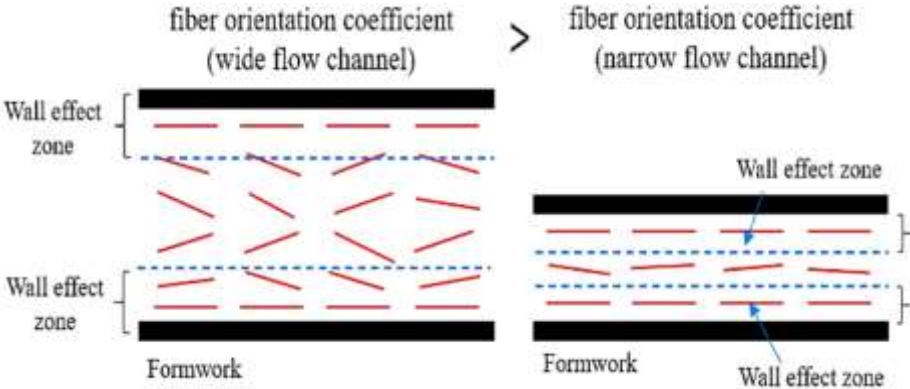 fiber orientation coefficient
(wide flow channel)
>
fiber orientation coefficient
(narrow flow channel)
Wall effect
zone
Wall effect
zone
Formwork
Wall effect zone
Formwork
Wall effect zone